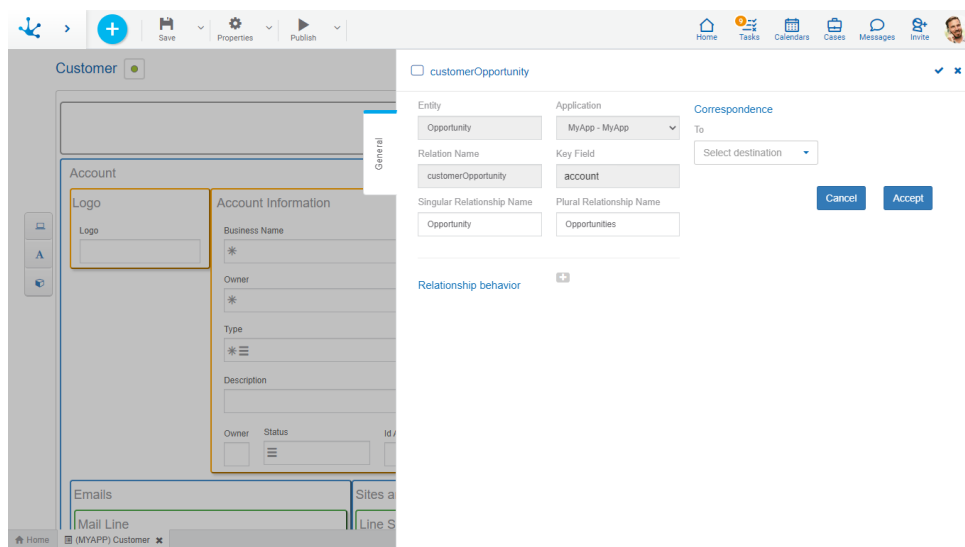 Save
Properties
Publish
Home
9
Tasks
Calendars
Cases
Messages
Invite
Customer
Account
Logo
Logo
Account Information
Business Name
Owner
Type
Description
Owner
Status
Id
Emails
Mail Line
Sites a
Line S
A
General
customerOpportunity
Entity
Opportunity
Application
MyApp - MyApp
Relation Name
customerOpportunity
Key Field
account
Singular Relationship Name
Opportunity
Plural Relationship Name
Opportunities
Relationship behavior
Correspondence
To
Select destination
Cancel
Accept
Home
(MYAPP) Customer